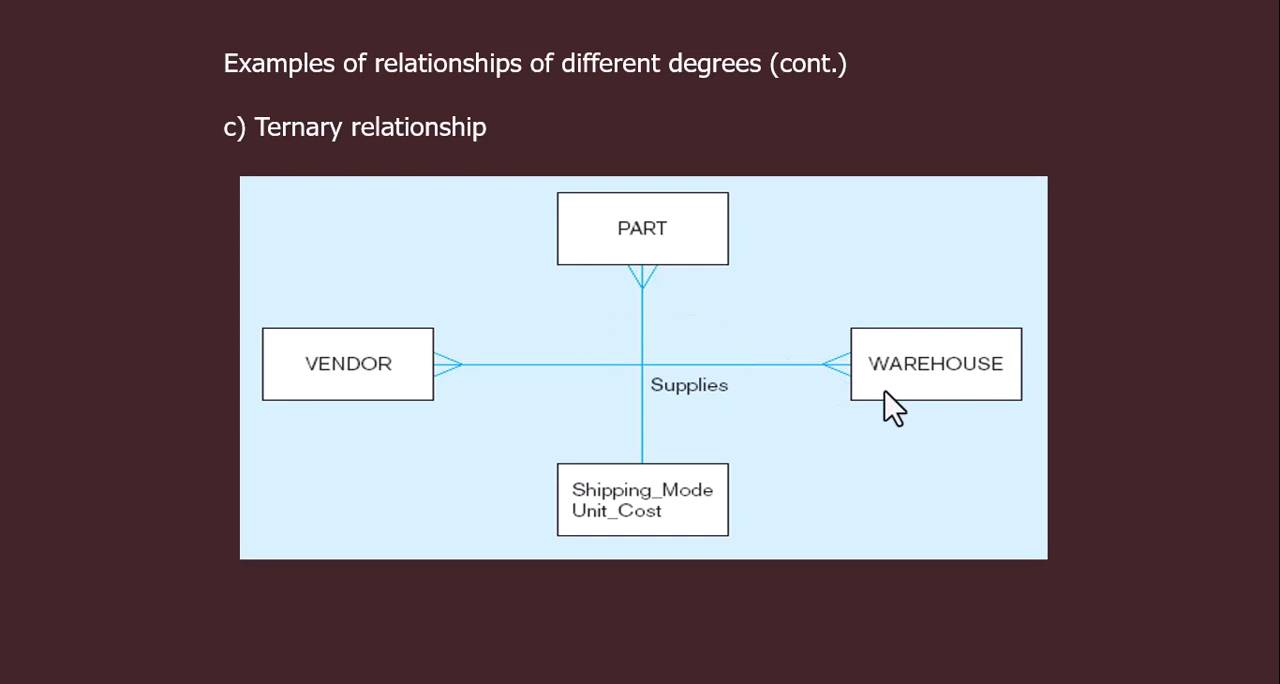 Examples of relationships of different degrees (cont.)
c) Ternary relationship
PART
VENDOR
WAREHOUSE
Supplies
Shipping_Mode
Unit_Cost